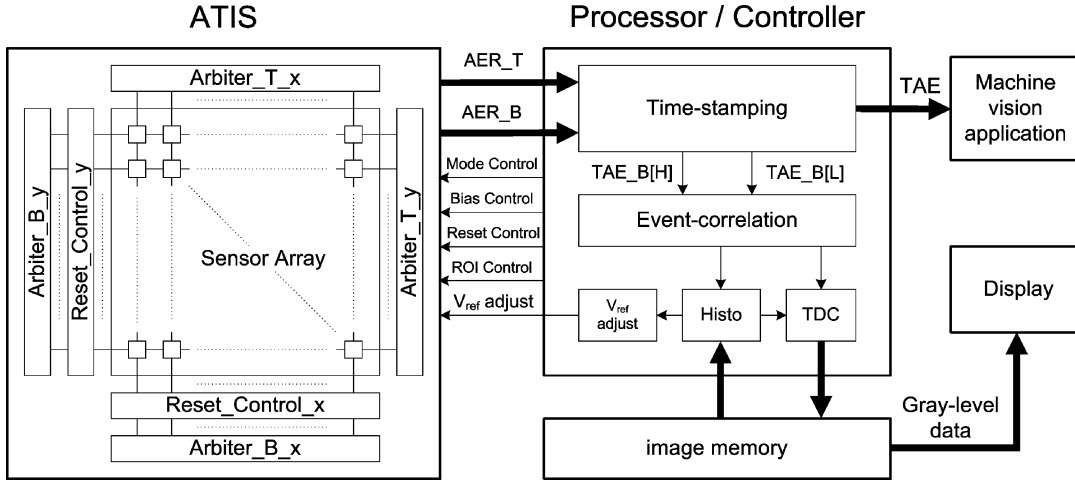 ATIS
Processor / Controller
Arbiter_T_x
Arbiter_B_y
Reset_Control_y
Sensor Array
Arbiter_T_y
Reset_Control_x
Arbiter_B_x
AER_T
AER_B
Mode Control
Bias Control
Reset Control
ROI Control
Vref adjust
Time-stamping
TAE_B[H]
TAE_B[L]
Event-correlation
Vref
adjust
Histo
TDC
image memory
TAE
Machine
vision
application
Display
Gray-level
data